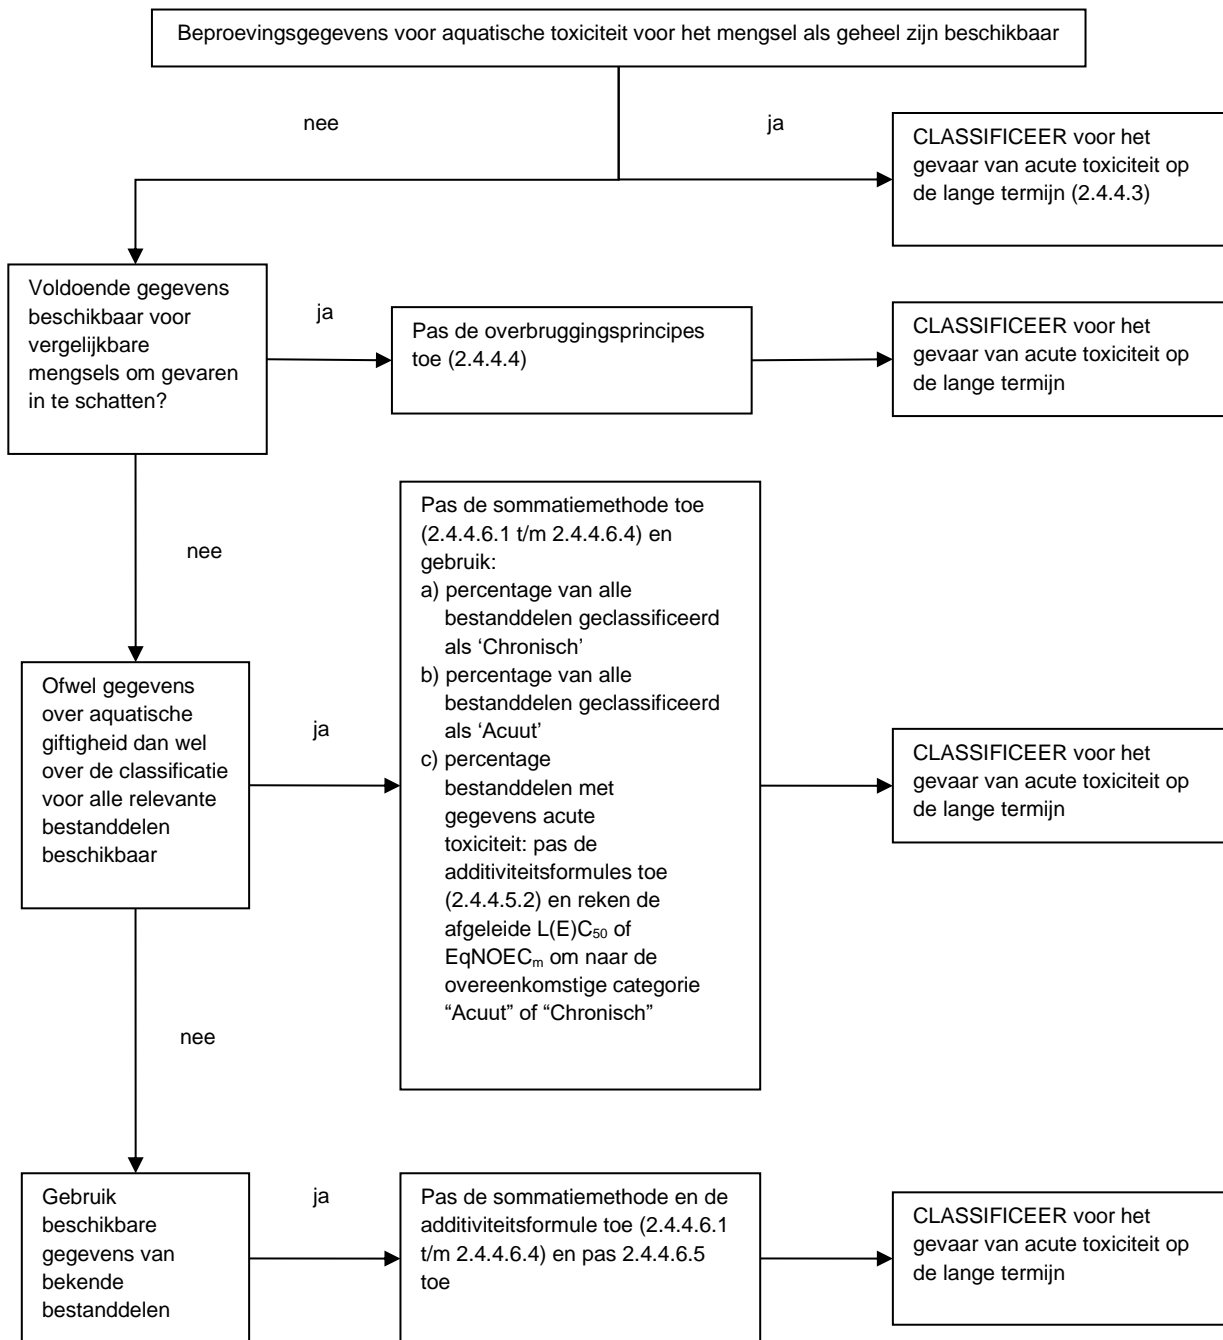 Beproevingsgegevens voor aquatische toxiciteit voor het mengsel als geheel zijn beschikbaar
nee
ja
CLASSIFICEER voor het
gevaar van acute toxiciteit op
de lange termijn (2.4.4.3)
Voldoende gegevens
beschikbaar voor
vergelijkbare
mengsels om gevaren
in te schatten?
ja
Pas de overbruggingsprincipes
toe (2.4.4.4)
CLASSIFICEER voor het
gevaar van acute toxiciteit op
de lange termijn
nee
Ofwel gegevens
over aquatische
giftigheid dan wel
over de classificatie
voor alle relevante
bestanddelen
beschikbaar
ja
Pas de sommatiemethode toe
(2.4.4.6.1 t/m 2.4.4.6.4) en
gebruik:
a) percentage van alle
bestanddelen geclassificeerd
als ‘Chronisch’
b) percentage van alle
bestanddelen geclassificeerd
als ‘Acuut’
c) percentage
bestanddelen met
gegevens acute
toxiciteit: pas de
additiviteitsformules toe
(2.4.4.5.2) en reken de
afgeleide L(E)C₅₀ of
EqNOECₘ om naar de
overeenkomstige categorie
“Acuut” of “Chronisch”
CLASSIFICEER voor het
gevaar van acute toxiciteit op
de lange termijn
nee
Gebruik
beschikbare
gegevens van
bekende
bestanddelen
ja
Pas de sommatiemethode en de
additiviteitsformule toe (2.4.4.6.1
t/m 2.4.4.6.4) en pas 2.4.4.6.5
toe
CLASSIFICEER voor het
gevaar van acute toxiciteit op
de lange termijn